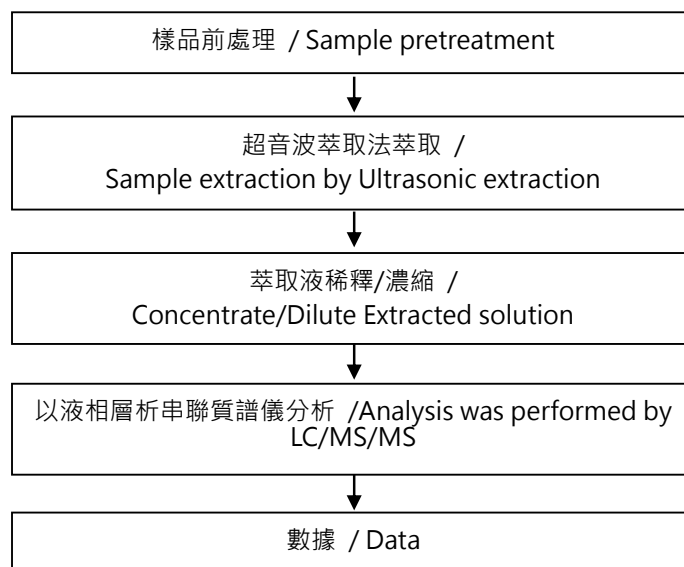 樣品前處理 / Sample pretreatment
超音波萃取法萃取 /
Sample extraction by Ultrasonic extraction
萃取液稀釋/濃縮 /
Concentrate/Dilute Extracted solution
以液相層析串聯質譜儀分析 /Analysis was performed by
LC/MS/MS
數據 / Data